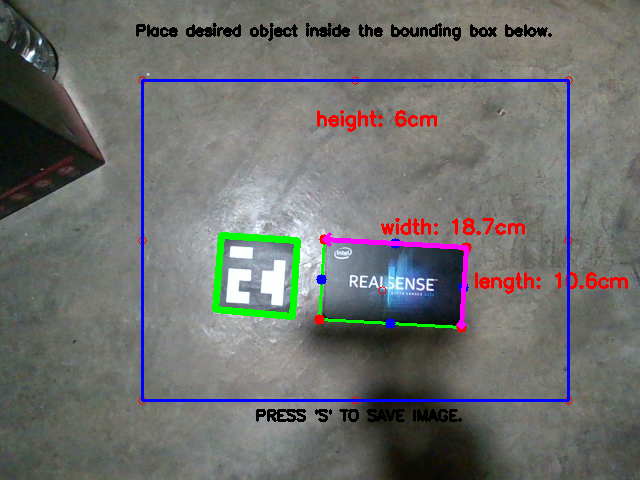 Place desired object inside the bounding box below.
height: 6cm
width: 18.7cm
intel
REALSENSE
length: 10.6cm
PRESS 'S' TO SAVE IMAGE.